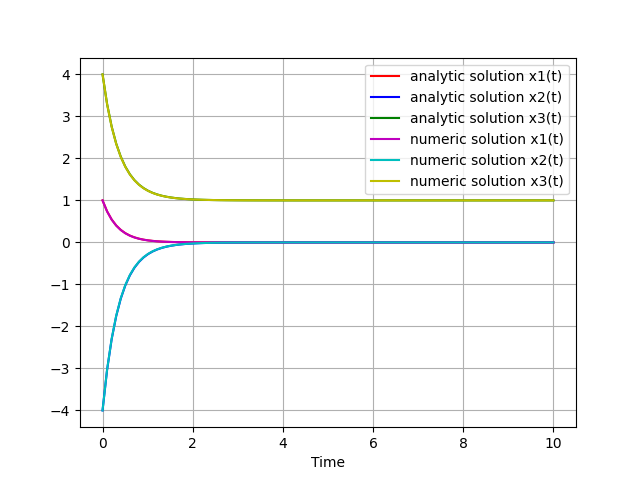 4
3
2
1
0
−1
−2
−3
−4
analytic solution x1(t)
analytic solution x2(t)
analytic solution x3(t)
numeric solution x1(t)
numeric solution x2(t)
numeric solution x3(t)
0 2 4 6 8 10
Time